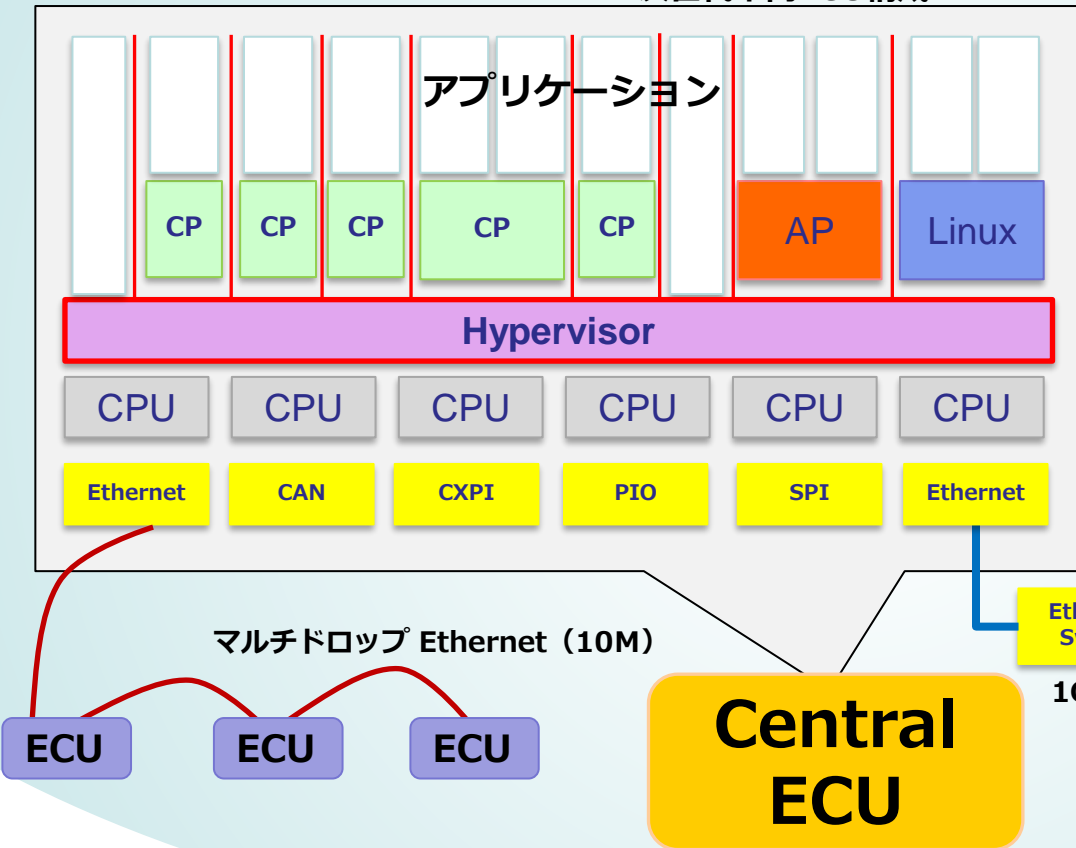 アプリケーション
CP
CP
CP
CP
CP
AP
Linux
Hypervisor
CPU
CPU
CPU
CPU
CPU
CPU
Ethernet
CAN
CXPI
PIO
SPI
Ethernet
マルチドロップ Ethernet（10M）
ECU
ECU
ECU
Central
ECU